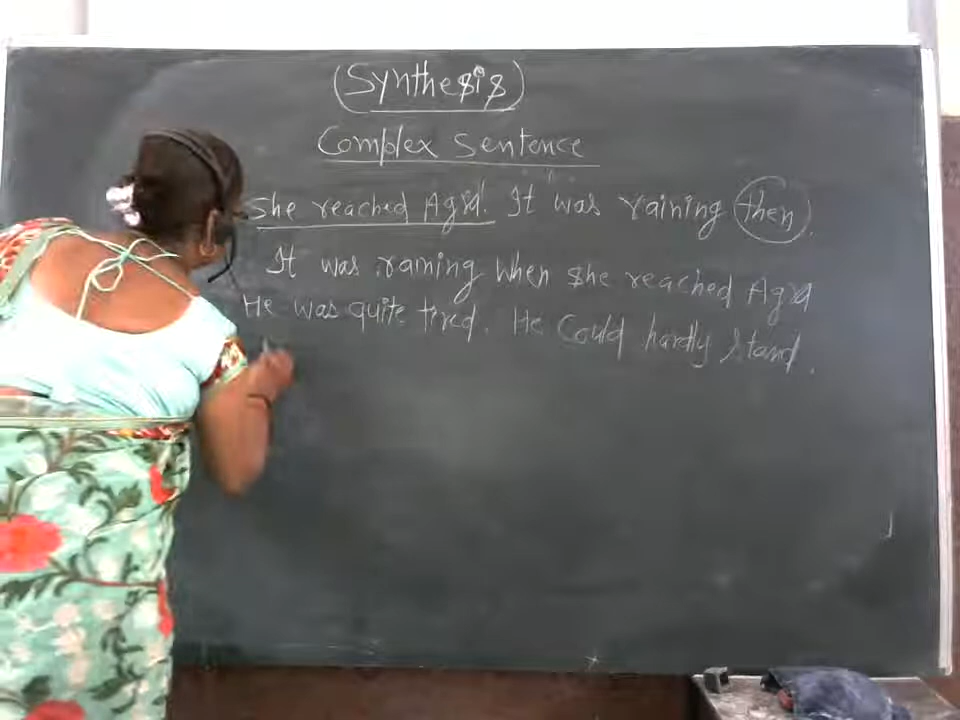 (Synthesis)
Complex Sentence
She reached Agra. It was raining then.
It was raining when she reached Agra
He was quite tired. He Could hardly stand.